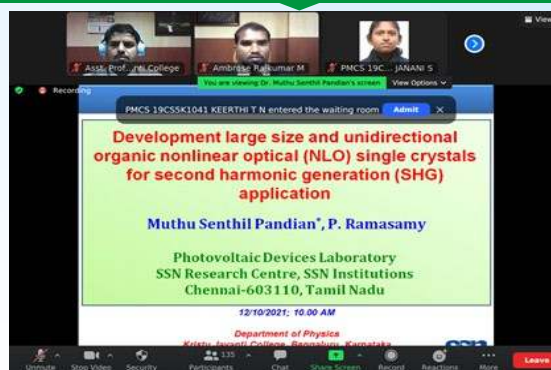 View
Asst. Prof...nti College
Ambrose Rajkumar M
PMCS 19C... JANANI S
You are viewing Dr. Muthu Senthil Pandian's screen
View Options
Recording
PMCS 19CS5K1041 KEERTHI T N entered the waiting room
Admit
Development large size and unidirectional
organic nonlinear optical (NLO) single crystals
for second harmonic generation (SHG)
application
Muthu Senthil Pandian*, P. Ramasamy
Photovoltaic Devices Laboratory
SSN Research Centre, SSN Institutions
Chennai-603110, Tamil Nadu
12/10/2021; 10.00 AM
Department of Physics
Kristu Jayanti College, Bengaluru, Karnataka
ssn
Unmute
Stop Video
Security
135
Participants
Chat
Share Screen
Record
Reactions
More
Leave